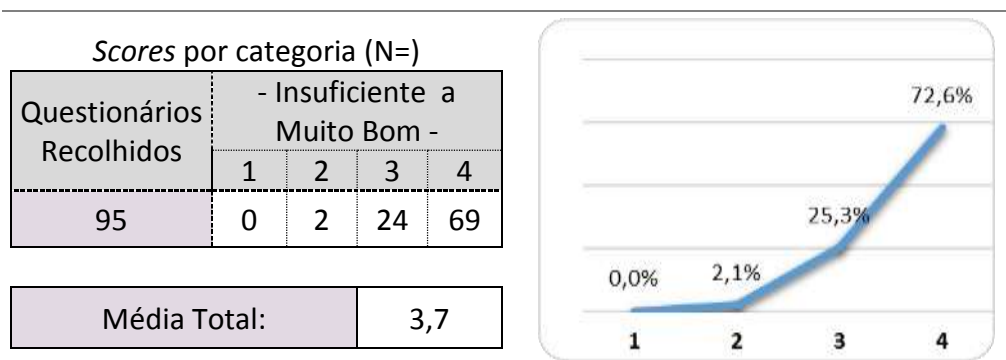 Scores por categoria (N=)
Questionários
Recolhidos
- Insuficiente a
Muito Bom -
1 2 3 4
95 0 2 24 69
Média Total: 3,7
72,6%
25,3%
2,1%
0,0%
1 2 3 4